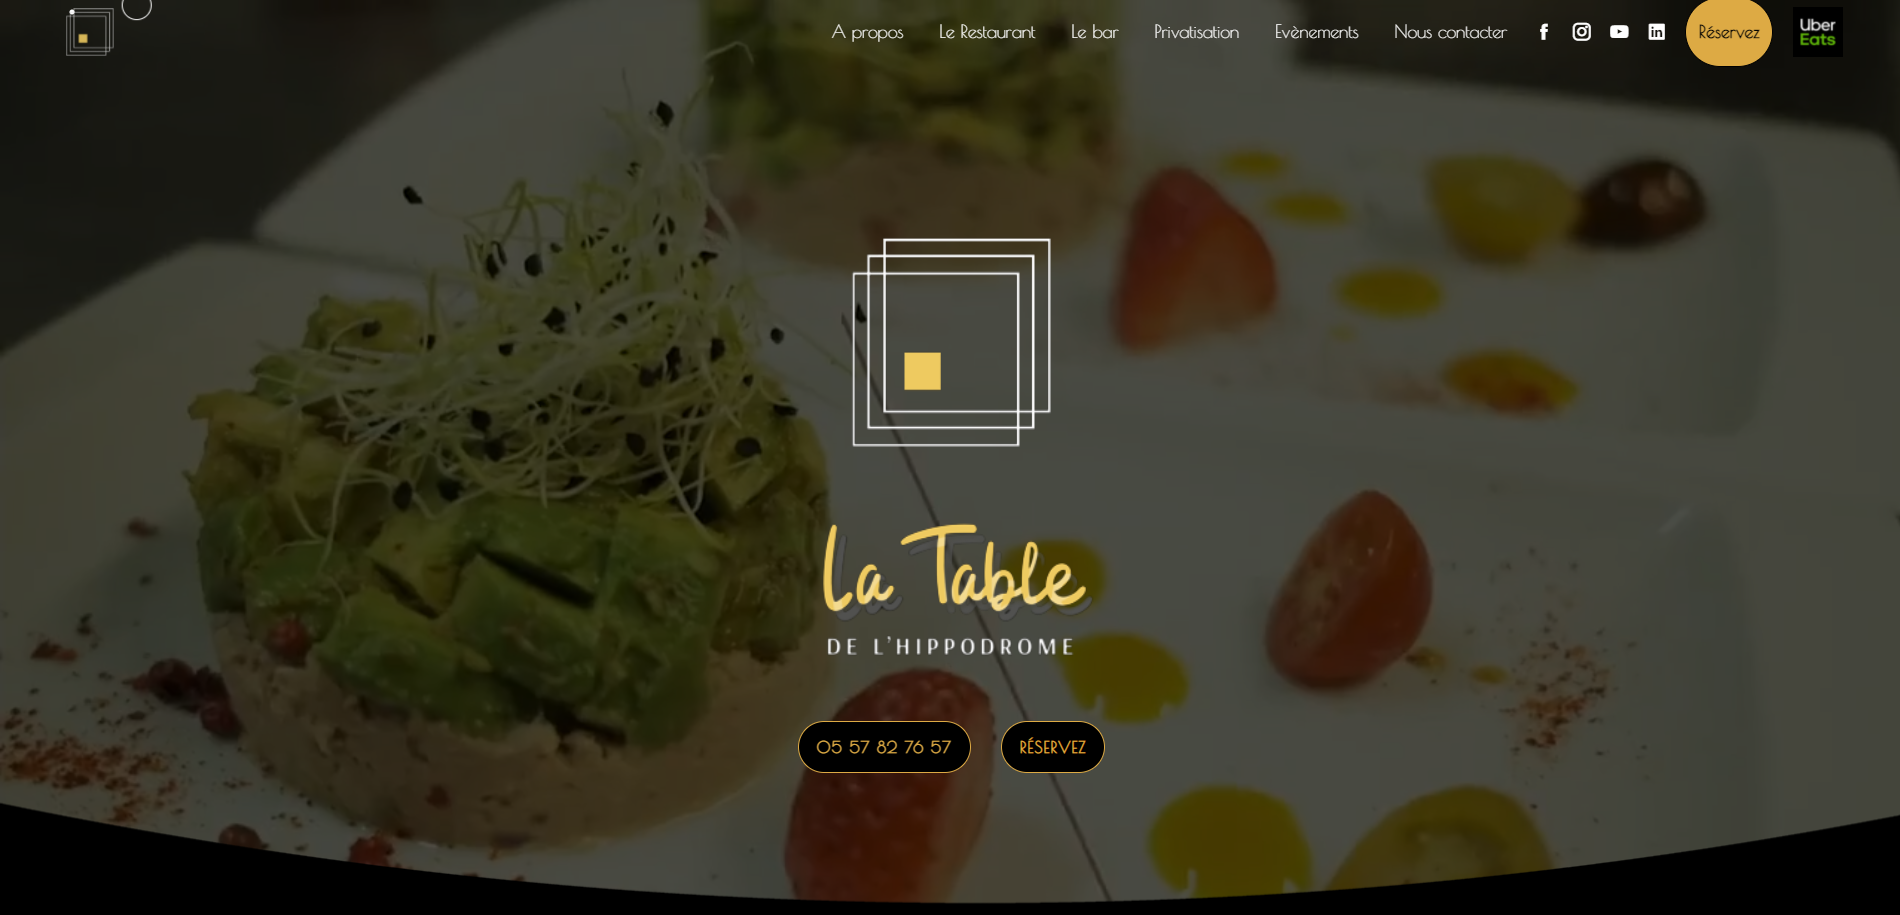 A propos Le Restaurant Le bar Privatisation Evènements Nous contacter Réservez Uber Eats
La Table
DE L'HIPPODROME
05 57 82 76 57 RÉSERVEZ